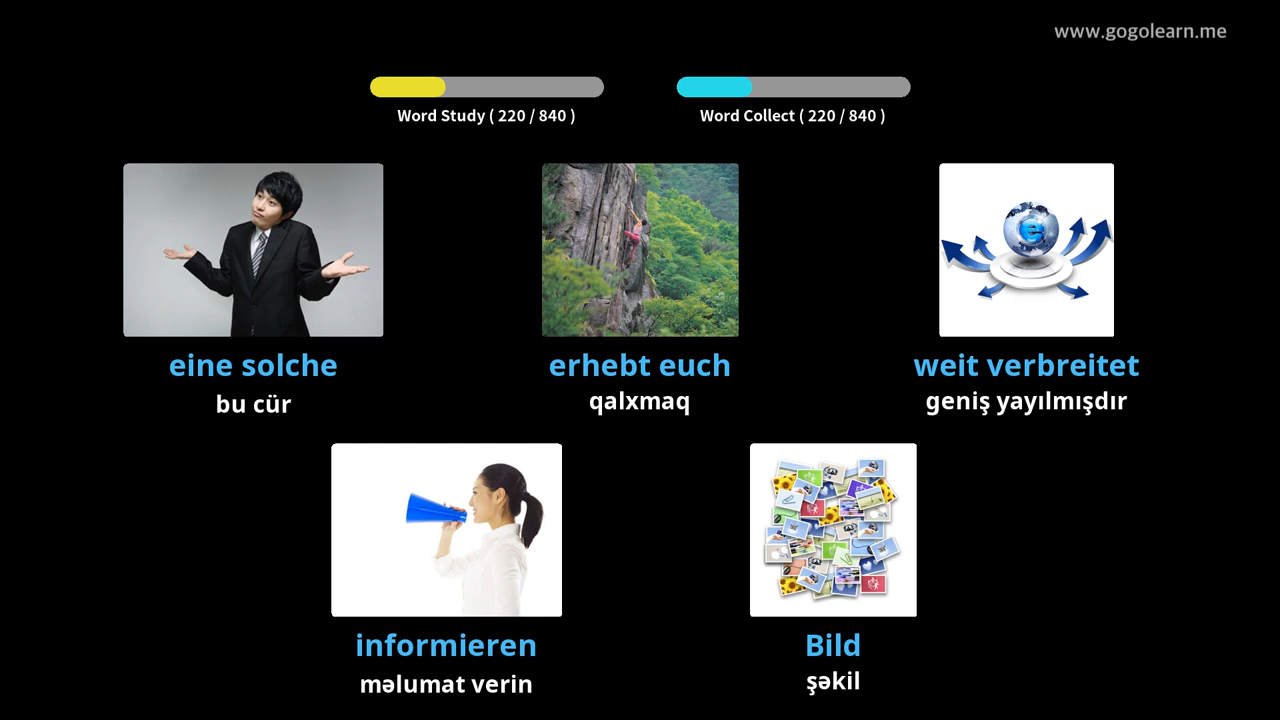 www.gogolearn.me
Word Study ( 220 / 840 )
Word Collect ( 220 / 840 )
eine solche
bu cür
erhebt euch
qalxmaq
weit verbreitet
geniş yayılmışdır
informieren
məlumat verin
Bild
şəkil